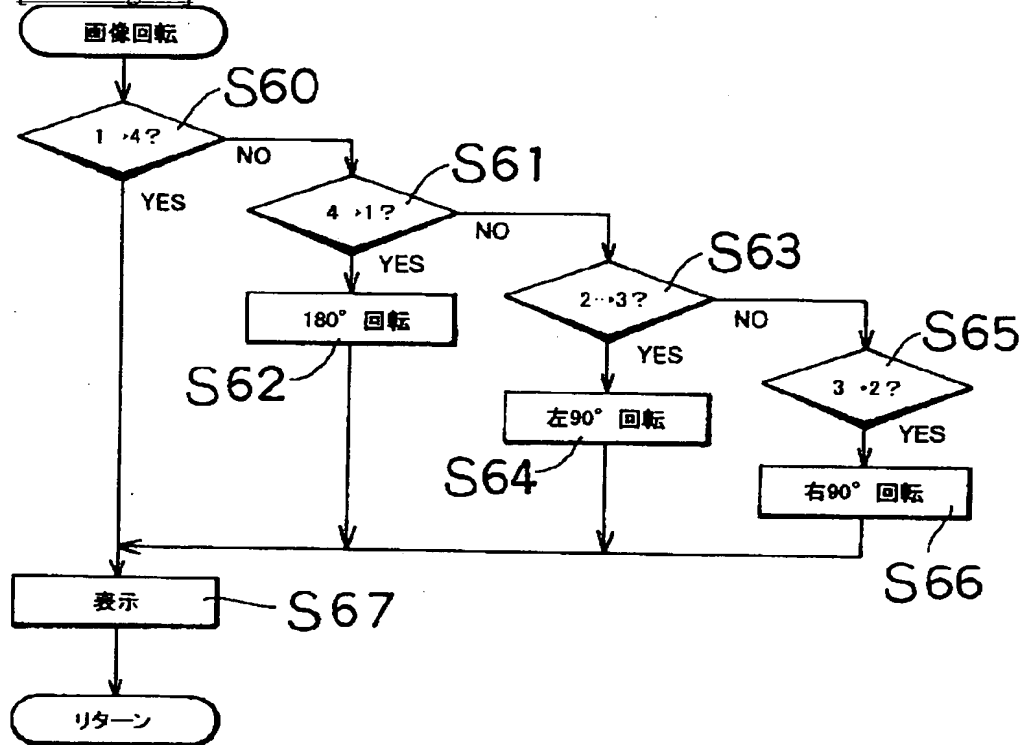 画像回転
S60
1→4?
NO
YES
S61
4→1?
NO
YES
S63
2→3?
NO
YES
S65
3→2?
YES
180° 回転
S62
左90° 回転
S64
右90° 回転
S66
表示
S67
リターン